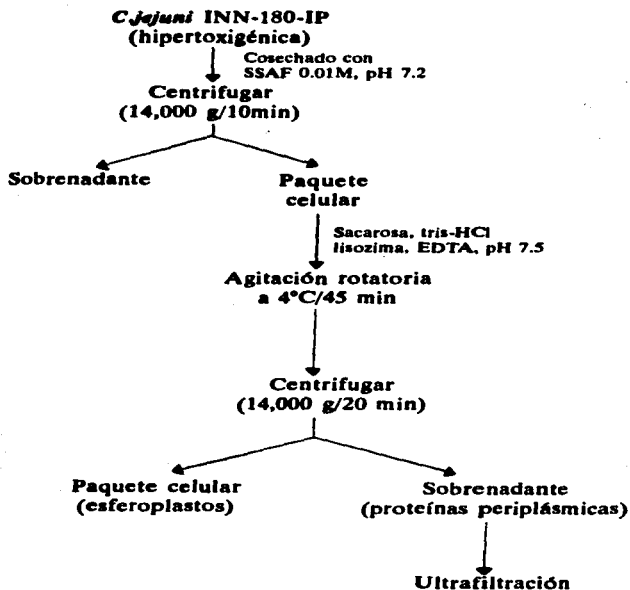 C.jejuni INN-180-IP
(hipertoxigénica)
Cosechado con
SSAF 0.01M, pH 7.2
Centrifugar
(14,000 g/10min)
Sobrenadante
Paquete
celular
Sacarosa, tris-HCl
lisozima, EDTA, pH 7.5
Agitación rotatoria
a 4°C/45 min
Centrifugar
(14,000 g/20 min)
Paquete celular
(esferoplastos)
Sobrenadante
(proteínas periplásmicas)
Ultrafiltración